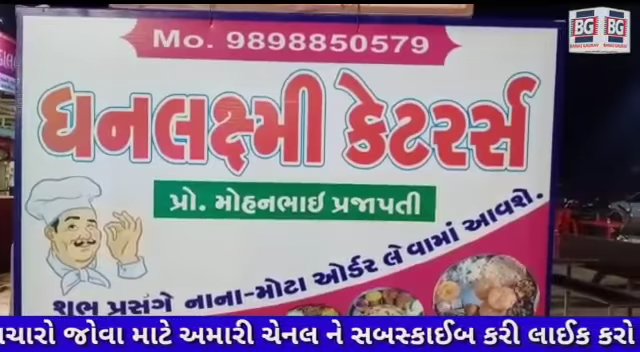 Mo. 9898850579
BG BG
ધનલક્ષ્મી કેટરર્સ
પ્રો. મોહનભાઇ પ્રજાપતી
શુભ પ્રસંગે નાના-મોટા ઓર્ડર લેવામાં આવશે.
ચારો જોવા માટે અમારી ચેનલ ને સબસ્કાઈબ કરી લાઈક કરો